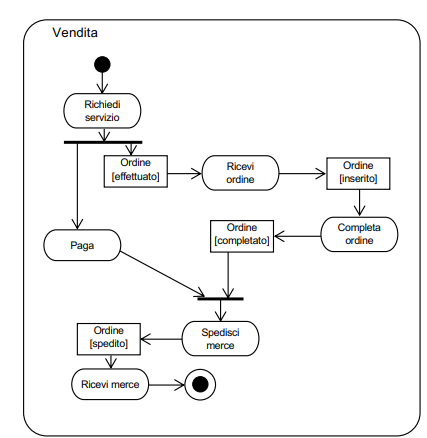 Vendita
Richiedi
servizio
Ordine
[effettuato]
Ricevi
ordine
Ordine
[inserito]
Paga
Ordine
[completato]
Completa
ordine
Ordine
[spedito]
Spedisci
merce
Ricevi merce